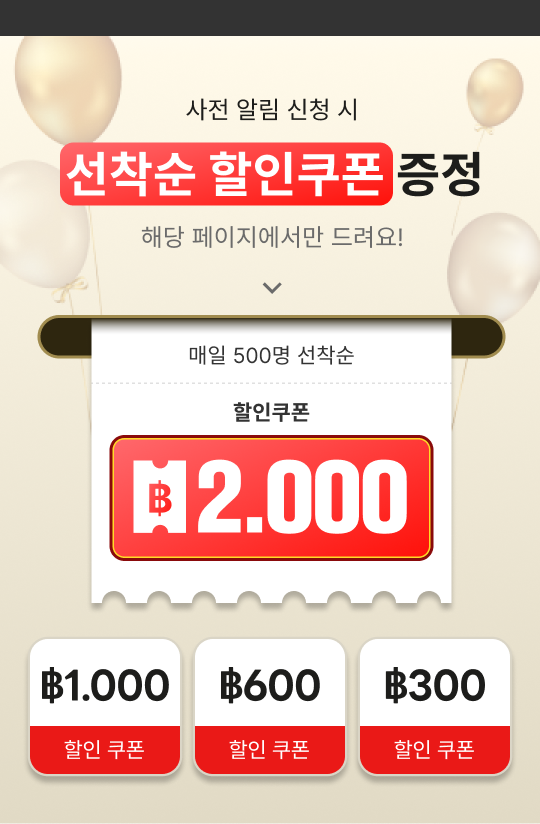 사전 알림 신청 시
선착순 할인쿠폰 증정
해당 페이지에서만 드려요!
매일 500명 선착순
할인쿠폰
฿ 2.000
฿1.000 ฿600 ฿300
할인 쿠폰 할인 쿠폰 할인 쿠폰